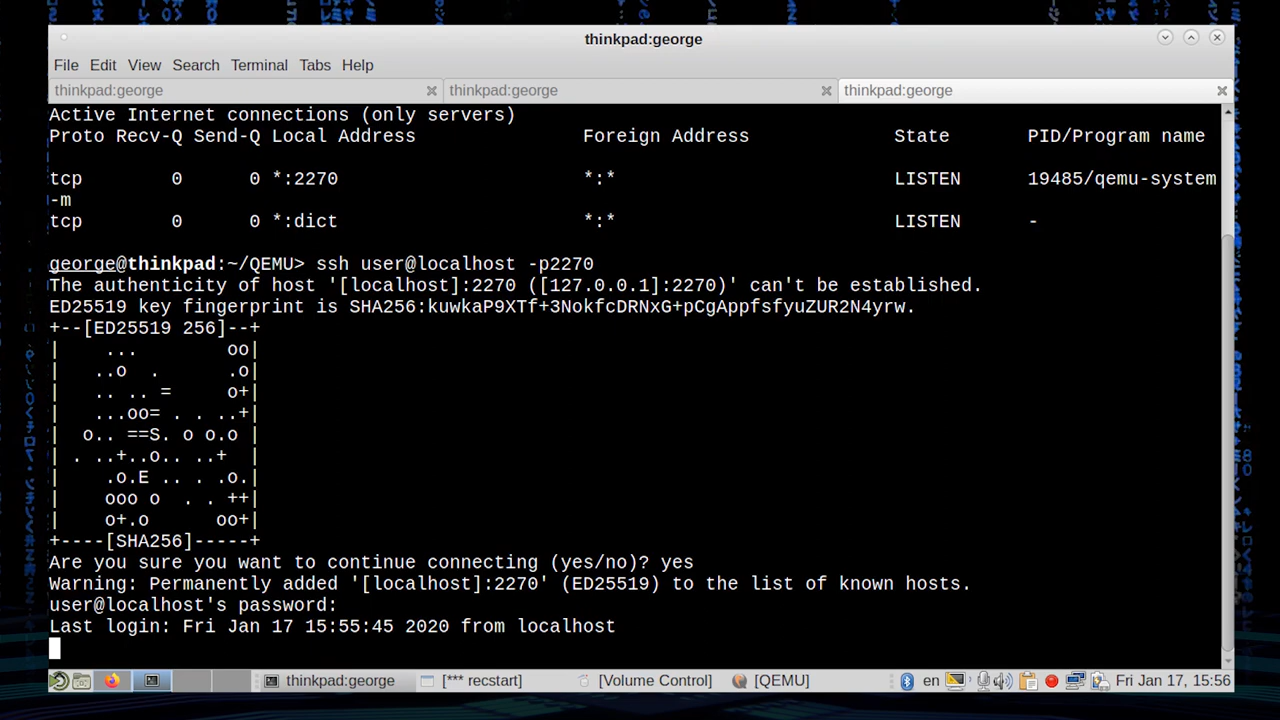 thinkpad:george
File Edit View Search Terminal Tabs Help
thinkpad:george thinkpad:george thinkpad:george
Active Internet connections (only servers)
Proto Recv-Q Send-Q Local Address Foreign Address State PID/Program name
tcp 0 0 *:2270 *:* LISTEN 19485/qemu-system
-m
tcp 0 0 *:dict *:* LISTEN -
george@thinkpad:~/QEMU> ssh user@localhost -p2270
The authenticity of host '[localhost]:2270 ([127.0.0.1]:2270)' can't be established.
ED25519 key fingerprint is SHA256:kuwkaP9XTf+3NokfcDRNxG+pCgAppfsfyuZUR2N4yrw.
+--[ED25519 256]--+
|     ...        oo|
|    ..o  .      .o|
|    .. .. =     o+|
|    ...oo= . . ..+|
|   o.. ==S. o o.o |
|  . ..+..o.. ..+  |
|     .o.E .. . .o.|
|     ooo o  . . ++|
|     o+.o      oo+|
+----[SHA256]-----+
Are you sure you want to continue connecting (yes/no)? yes
Warning: Permanently added '[localhost]:2270' (ED25519) to the list of known hosts.
user@localhost's password:
Last login: Fri Jan 17 15:55:45 2020 from localhost
thinkpad:george [*** recstart] [Volume Control] [QEMU] en Fri Jan 17, 15:56